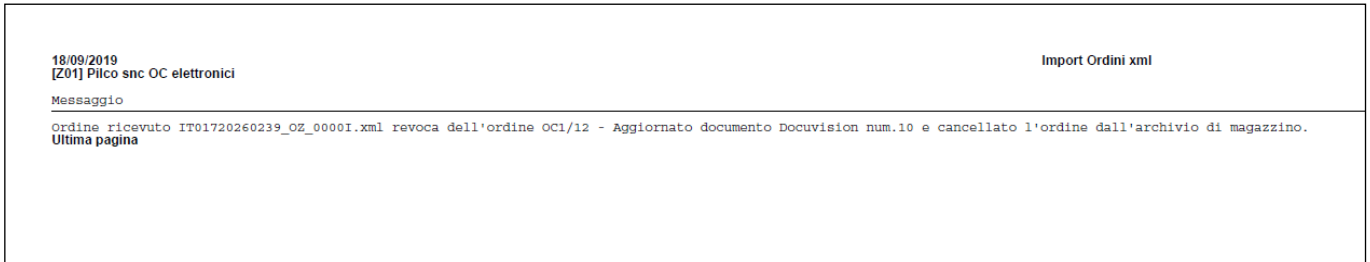 18/09/2019
Import Ordini xml
[Z01] Pilco snc OC elettronici
Messaggio
Ordine ricevuto IT01720260239_OZ_0000I.xml revoca dell'ordine OC1/12 - Aggiornato documento Docuvision num.10 e cancellato l'ordine dall'archivio di magazzino.
Ultima pagina